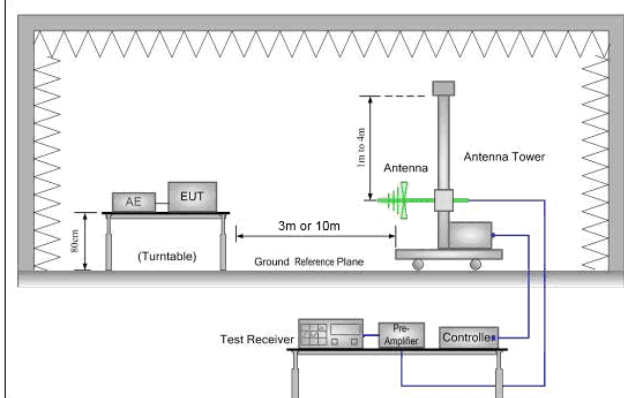 1m to 4m
Antenna
Antenna Tower
AE
EUT
80cm
(Turntable)
3m or 10m
Ground Reference Plane
Test Receiver
Pre-
Amplifier
Controller